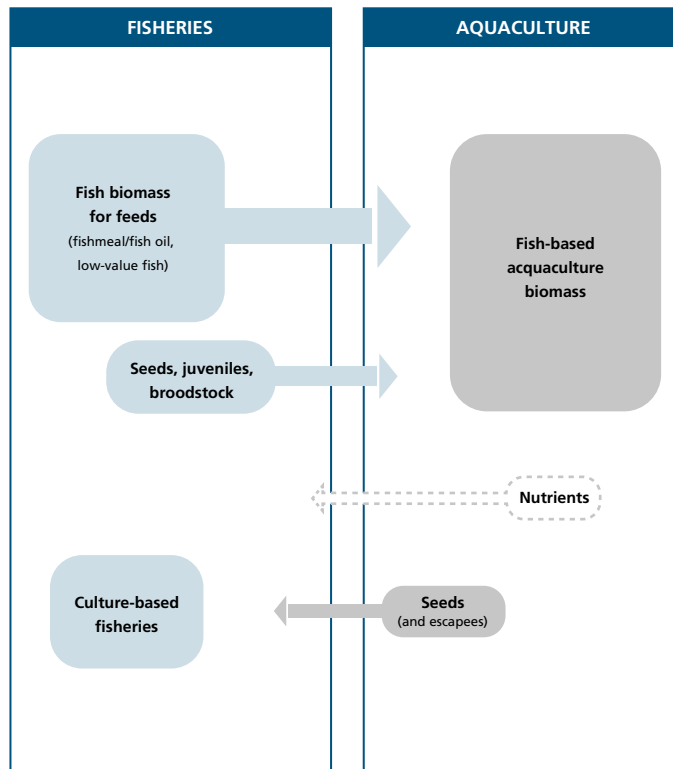 FISHERIES
AQUACULTURE
Fish biomass
for feeds
(fishmeal/fish oil,
low-value fish)
Fish-based
acquaculture
biomass
Seeds, juveniles,
broodstock
Nutrients
Culture-based
fisheries
Seeds
(and escapees)